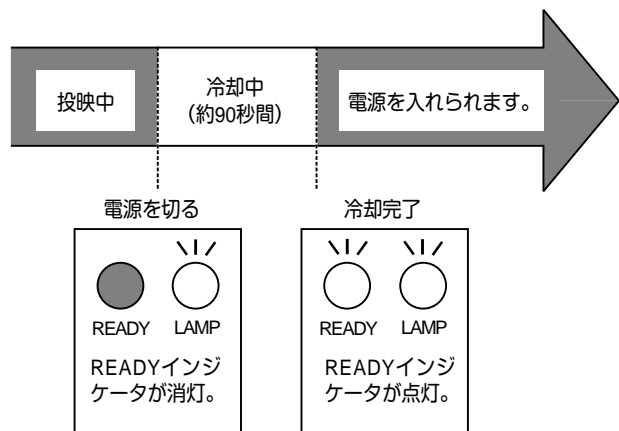 投映中
冷却中
（約90秒間）
電源を入れられます。
電源を切る
冷却完了
READY LAMP
READYインジ
ケータが消灯。
READY LAMP
READYインジ
ケータが点灯。